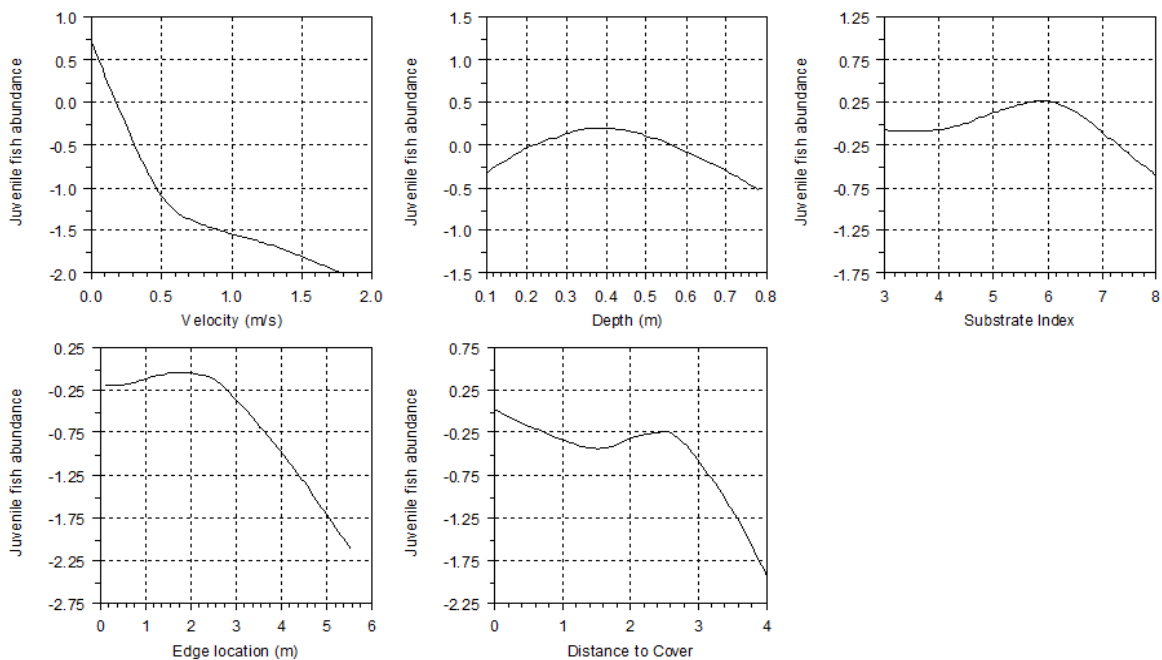 Juvenile fish abundance
1.0
0.5
0.0
-0.5
-1.0
-1.5
-2.0
0.0 0.5 1.0 1.5 2.0
Velocity (m/s)
Juvenile fish abundance
1.5
1.0
0.5
0.0
-0.5
-1.0
-1.5
0.1 0.2 0.3 0.4 0.5 0.6 0.7 0.8
Depth (m)
Juvenile fish abundance
1.25
0.75
0.25
-0.25
-0.75
-1.25
-1.75
3 4 5 6 7 8
Substrate Index
Juvenile fish abundance
0.25
-0.25
-0.75
-1.25
-1.75
-2.25
-2.75
0 1 2 3 4 5 6
Edge location (m)
Juvenile fish abundance
0.75
0.25
-0.25
-0.75
-1.25
-1.75
-2.25
0 1 2 3 4
Distance to Cover